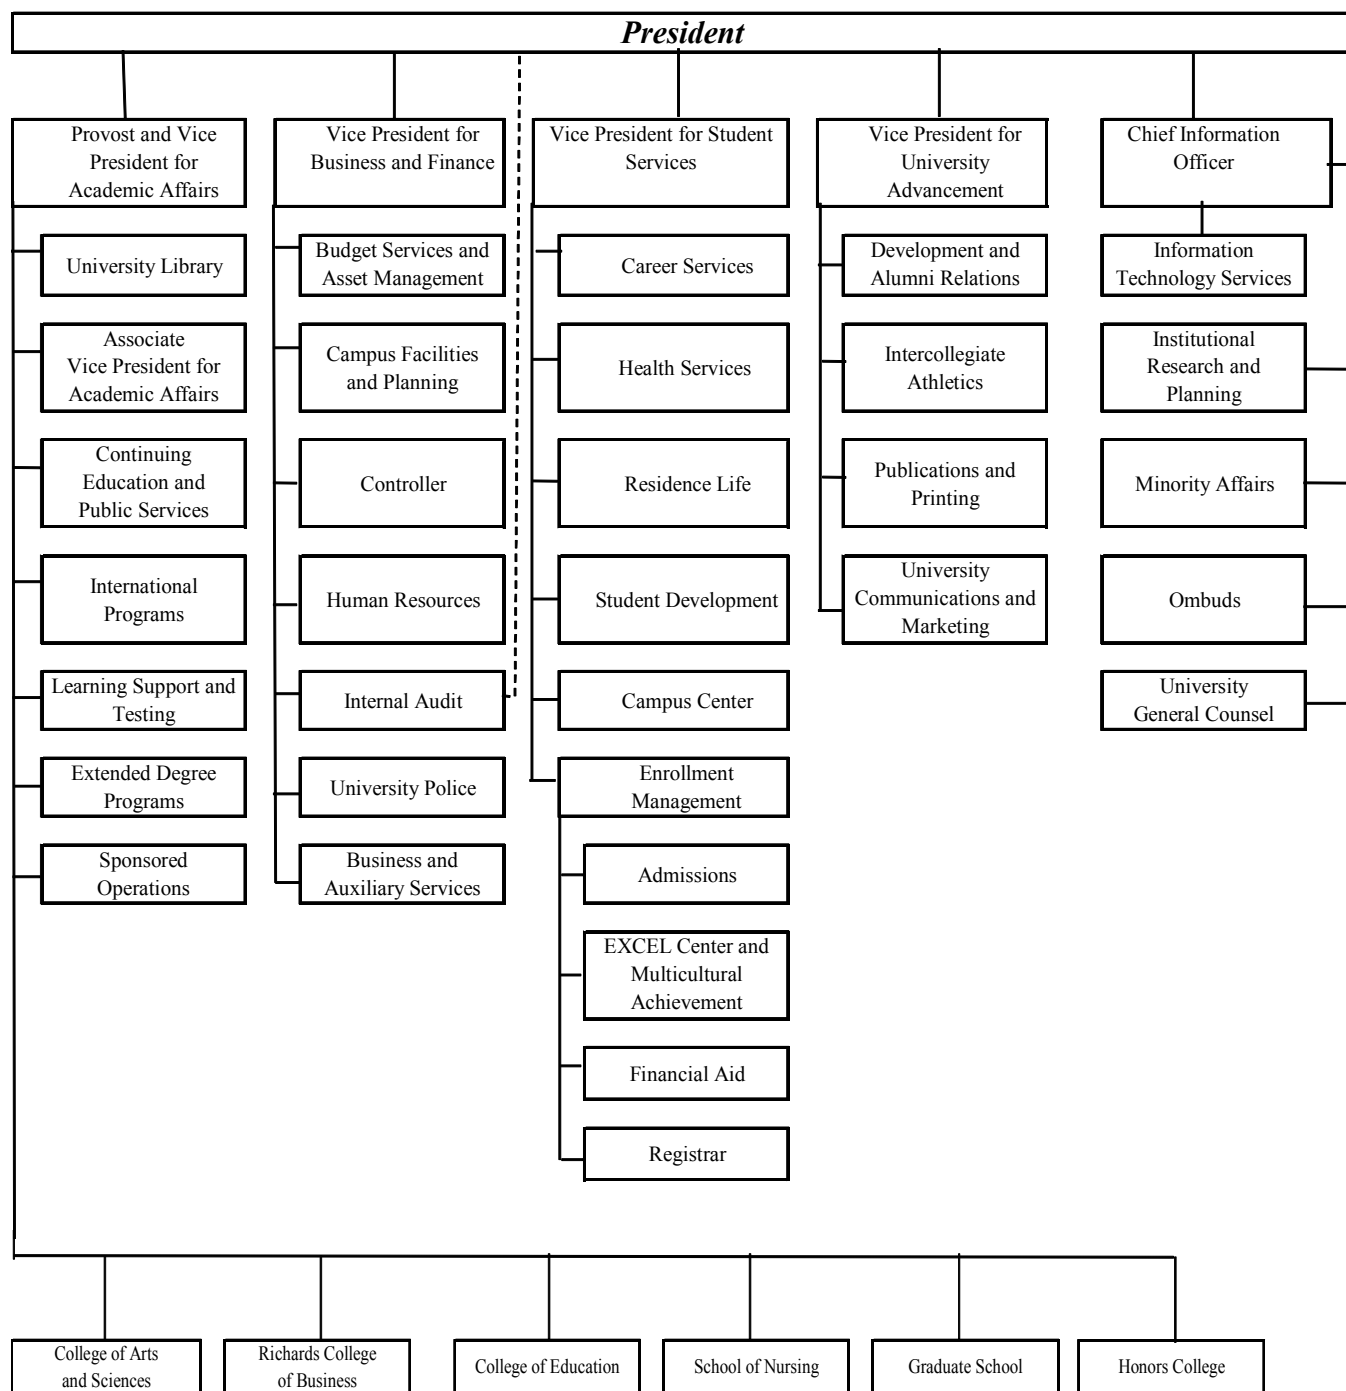 President
Provost and Vice
President for
Academic Affairs
University Library
Associate
Vice President for
Academic Affairs
Continuing
Education and
Public Services
International
Programs
Learning Support and
Testing
Extended Degree
Programs
Sponsored
Operations
Vice President for
Business and Finance
Budget Services and
Asset Management
Campus Facilities
and Planning
Controller
Human Resources
Internal Audit
University Police
Business and
Auxiliary Services
Vice President for Student
Services
Career Services
Health Services
Residence Life
Student Development
Campus Center
Enrollment
Management
Admissions
EXCEL Center and
Multicultural
Achievement
Financial Aid
Registrar
Vice President for
University
Advancement
Development and
Alumni Relations
Intercollegiate
Athletics
Publications and
Printing
University
Communications and
Marketing
Chief Information
Officer
Information
Technology Services
Institutional
Research and
Planning
Minority Affairs
Ombuds
University
General Counsel
College of Arts
and Sciences
Richards College
of Business
College of Education
School of Nursing
Graduate School
Honors College